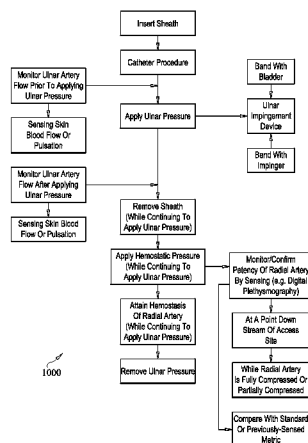 Insert Sheath
Catheter Procedure
Monitor Ulnar Artery
Flow Prior To Applying
Ulnar Pressure
Sensing Skin
Blood Flow Or
Pulsation
Apply Ulnar Pressure
Band With
Bladder
Ulnar
Impingement
Device
Band With
Impinger
Monitor Ulnar Artery
Flow After Applying
Ulnar Pressure
Sensing Skin Blood
Flow Or Pulsation
Remove Sheath
(While Continuing To
Apply Ulnar Pressure)
Apply Hemostatic Pressure
(While Continuing To
Apply Ulnar Pressure)
Attain Hemostasis
Of Radial Artery
(While Continuing To
Apply Ulnar Pressure)
Remove Ulnar Pressure
Monitor/Confirm
Potency Of Radial Artery
By Sensing (e.g. Digital
Plethysmography)
At A Point Down
Stream Of Access
Site
While Radial Artery
Is Fully Compressed Or
Partially Compressed
Compare With Standard
Or Previously-Sensed
Metric
1000